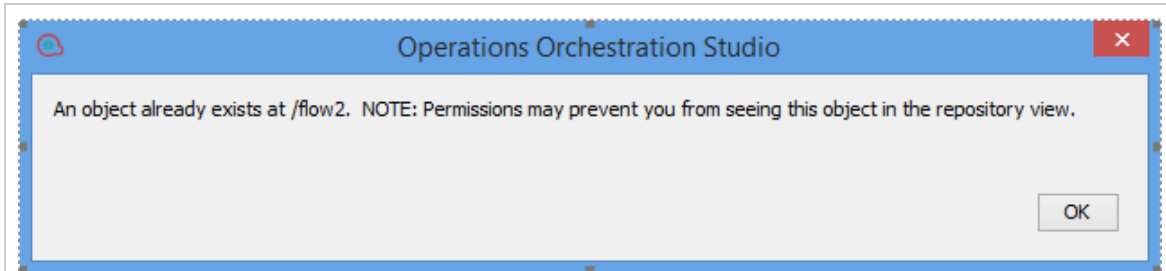 Operations Orchestration Studio
An object already exists at /flow2.  NOTE: Permissions may prevent you from seeing this object in the repository view.
OK